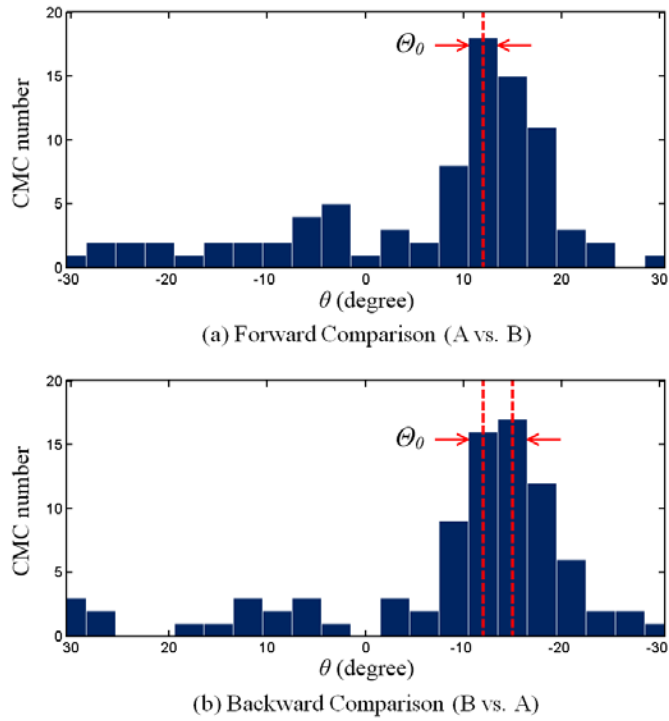 20
15
10
5
0
CMC number
Θ0
-30 -20 -10 0 10 20 30
θ (degree)
(a) Forward Comparison (A vs. B)
20
15
10
5
0
CMC number
Θ0
30 20 10 0 -10 -20 -30
θ (degree)
(b) Backward Comparison (B vs. A)